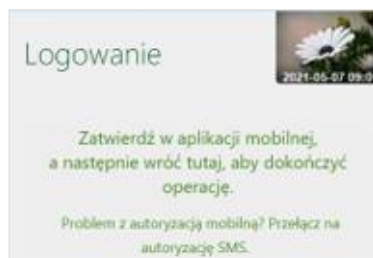 Logowanie
2021-05-07 09:0
Zatwierdź w aplikacji mobilnej,
a następnie wróć tutaj, aby dokończyć
operację.
Problem z autoryzacją mobilną? Przełącz na
autoryzację SMS.